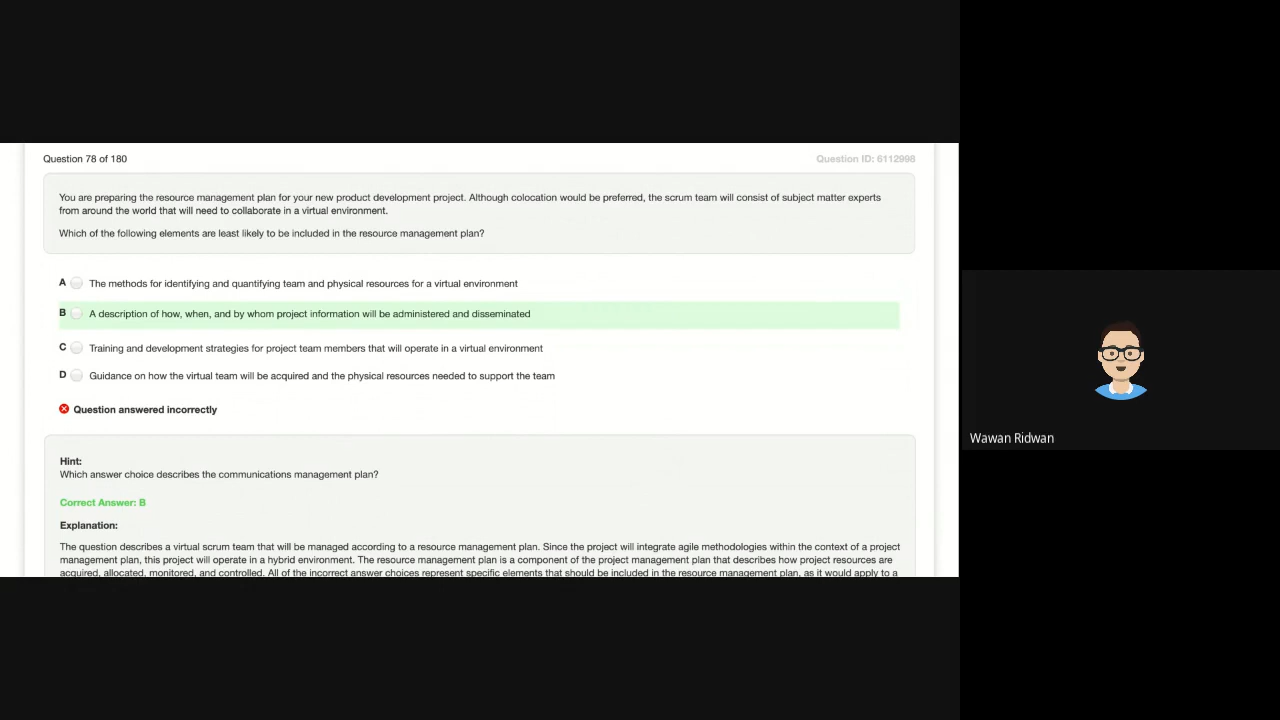 Question 78 of 180
Question ID: 6112998
You are preparing the resource management plan for your new product development project. Although colocation would be preferred, the scrum team will consist of subject matter experts
from around the world that will need to collaborate in a virtual environment.
Which of the following elements are least likely to be included in the resource management plan?
A The methods for identifying and quantifying team and physical resources for a virtual environment
B A description of how, when, and by whom project information will be administered and disseminated
C Training and development strategies for project team members that will operate in a virtual environment
D Guidance on how the virtual team will be acquired and the physical resources needed to support the team
Question answered incorrectly
Hint:
Which answer choice describes the communications management plan?
Correct Answer: B
Explanation:
The question describes a virtual scrum team that will be managed according to a resource management plan. Since the project will integrate agile methodologies within the context of a project
management plan, this project will operate in a hybrid environment. The resource management plan is a component of the project management plan that describes how project resources are
acquired, allocated, monitored, and controlled. All of the incorrect answer choices represent specific elements that should be included in the resource management plan, as it would apply to a
Wawan Ridwan